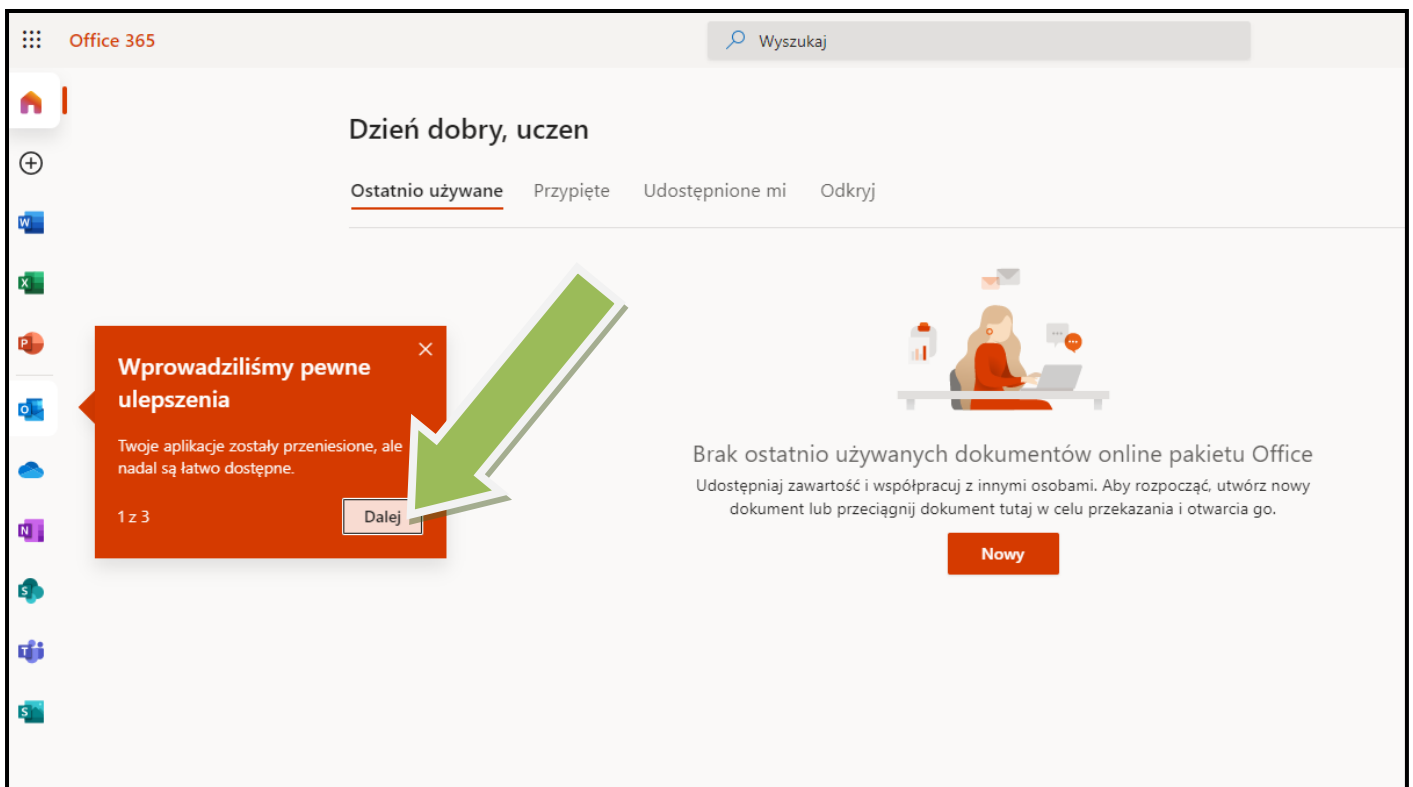 Office 365
Wyszukaj
Dzień dobry, uczen
Ostatnio używane Przypięte Udostępnione mi Odkryj
Wprowadziliśmy pewne
ulepszenia
Twoje aplikacje zostały przeniesione, ale
nadal są łatwo dostępne.
1 z 3
Dalej
Brak ostatnio używanych dokumentów online pakietu Office
Udostępniaj zawartość i współpracuj z innymi osobami. Aby rozpocząć, utwórz nowy
dokument lub przeciągnij dokument tutaj w celu przekazania i otwarcia go.
Nowy